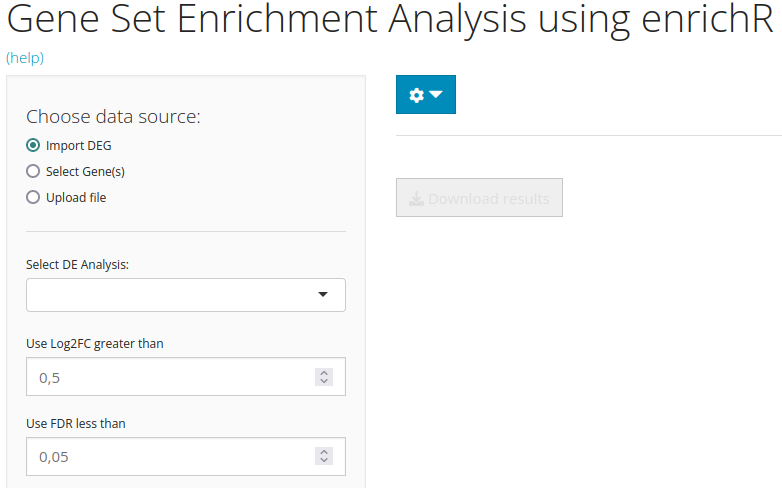 Gene Set Enrichment Analysis using enrichR
(help)
Choose data source:
Import DEG
Select Gene(s)
Upload file
Select DE Analysis:
Use Log2FC greater than
0,5
Use FDR less than
0,05
Download results